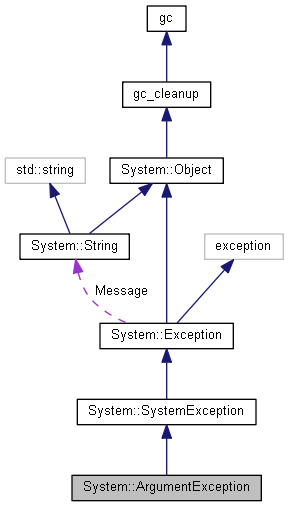 gc
gc_cleanup
std::string
System::Object
System::String
exception
Message
System::Exception
System::SystemException
System::ArgumentException